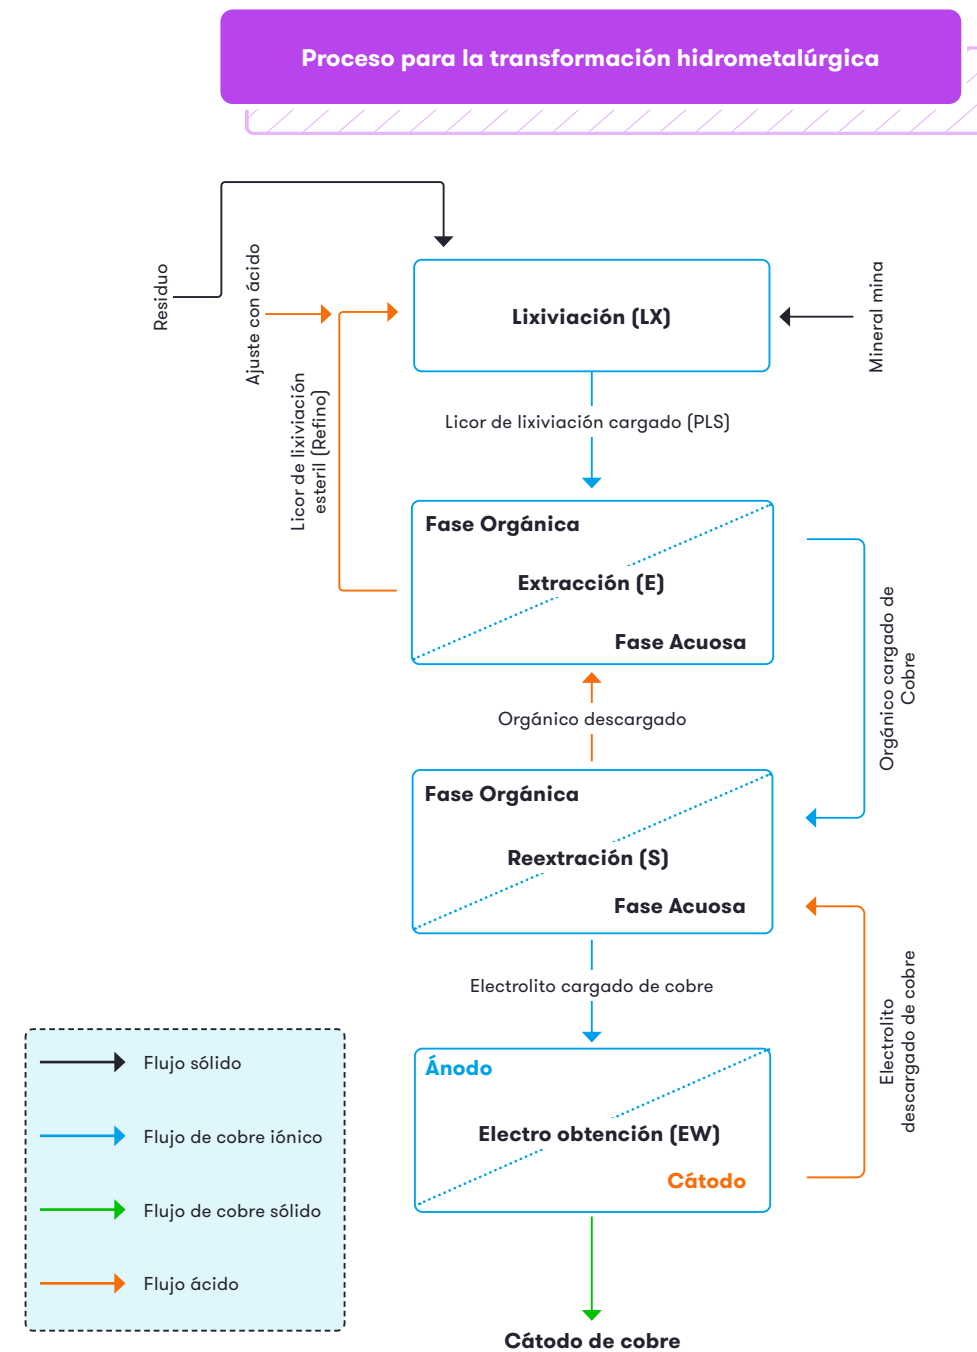 Proceso para la transformación hidrometalúrgica
Residuo
Ajuste con ácido
Licor de lixiviación
esteril (Refino)
Lixiviación (LX)
Mineral mina
Licor de lixiviación cargado (PLS)
Fase Orgánica
Extracción (E)
Fase Acuosa
Orgánico cargado de
Cobre
Orgánico descargado
Fase Orgánica
Reextración (S)
Fase Acuosa
Electrolito cargado de cobre
Electrolito
descargado de cobre
Ánodo
Electro obtención (EW)
Cátodo
Cátodo de cobre
Flujo sólido
Flujo de cobre iónico
Flujo de cobre sólido
Flujo ácido